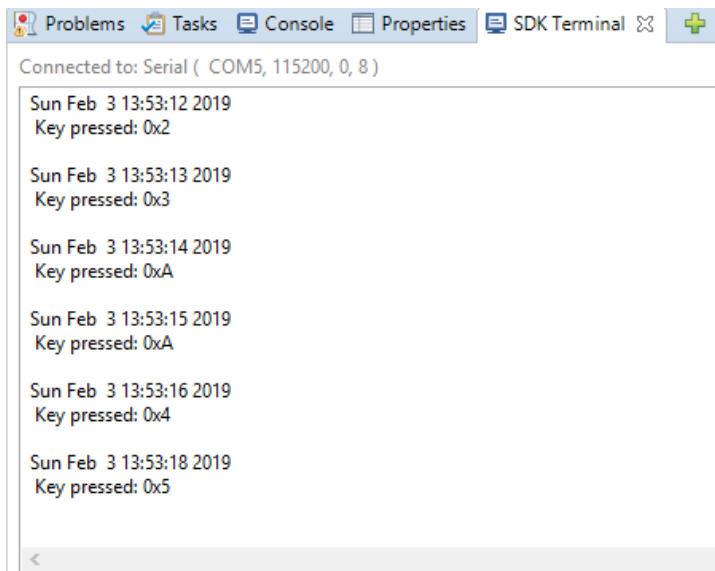 Problems Tasks Console Properties SDK Terminal
Connected to: Serial ( COM5, 115200, 0, 8 )
Sun Feb  3 13:53:12 2019
Key pressed: 0x2
Sun Feb  3 13:53:13 2019
Key pressed: 0x3
Sun Feb  3 13:53:14 2019
Key pressed: 0xA
Sun Feb  3 13:53:15 2019
Key pressed: 0xA
Sun Feb  3 13:53:16 2019
Key pressed: 0x4
Sun Feb  3 13:53:18 2019
Key pressed: 0x5